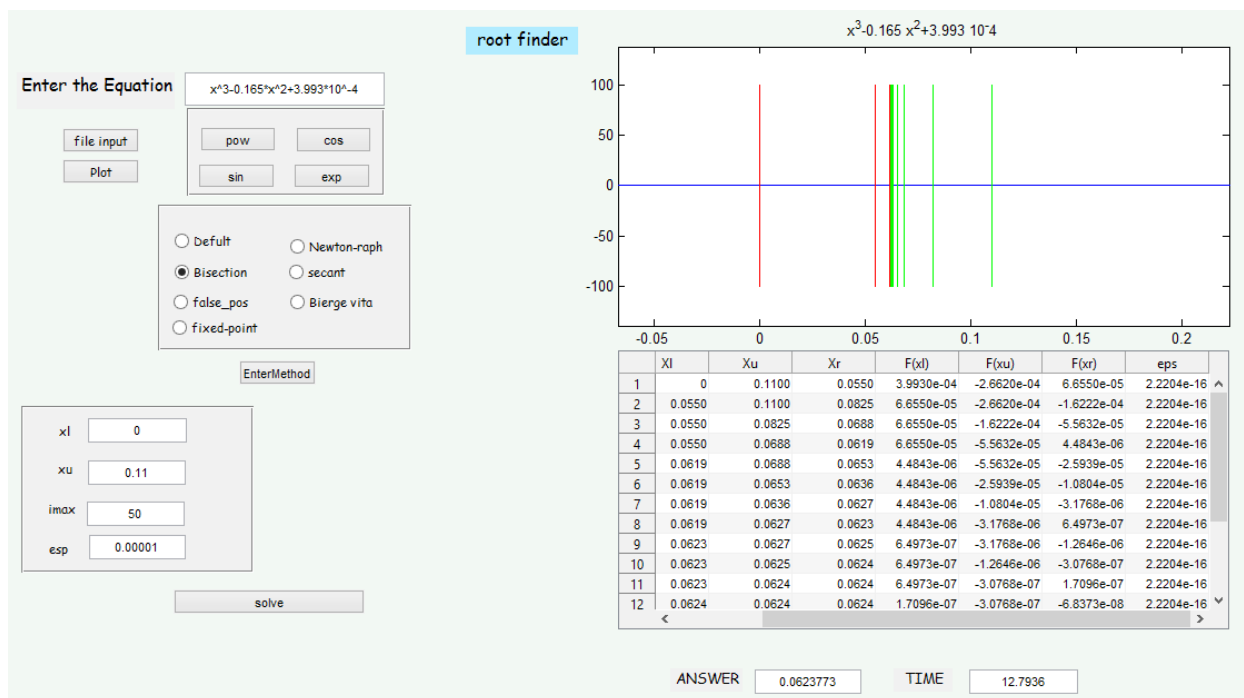 root finder
Enter the Equation
x^3-0.165*x^2+3.993*10^-4
file input
Plot
pow
cos
sin
exp
Defult
Newton-raph
Bisection
secant
false_pos
Bierge vita
fixed-point
EnterMethod
xl
0
xu
0.11
imax
50
esp
0.00001
solve
x^3-0.165 x^2+3.993 10^-4
100
50
0
-50
-100
-0.05 0 0.05 0.1 0.15 0.2
Xl Xu Xr F(xl) F(xu) F(xr) eps
1 0 0.1100 0.0550 3.9930e-04 -2.6620e-04 6.6550e-05 2.2204e-16
2 0.0550 0.1100 0.0825 6.6550e-05 -2.6620e-04 -1.6222e-04 2.2204e-16
3 0.0550 0.0825 0.0688 6.6550e-05 -1.6222e-04 -5.5632e-05 2.2204e-16
4 0.0550 0.0688 0.0619 6.6550e-05 -5.5632e-05 4.4843e-06 2.2204e-16
5 0.0619 0.0688 0.0653 4.4843e-06 -5.5632e-05 -2.5939e-05 2.2204e-16
6 0.0619 0.0653 0.0636 4.4843e-06 -2.5939e-05 -1.0804e-05 2.2204e-16
7 0.0619 0.0636 0.0627 4.4843e-06 -1.0804e-05 -3.1768e-06 2.2204e-16
8 0.0619 0.0627 0.0623 4.4843e-06 -3.1768e-06 6.4973e-07 2.2204e-16
9 0.0623 0.0627 0.0625 6.4973e-07 -3.1768e-06 -1.2646e-06 2.2204e-16
10 0.0623 0.0625 0.0624 6.4973e-07 -1.2646e-06 -3.0768e-07 2.2204e-16
11 0.0623 0.0624 0.0624 6.4973e-07 -3.0768e-07 1.7096e-07 2.2204e-16
12 0.0624 0.0624 0.0624 1.7096e-07 -3.0768e-07 -6.8373e-08 2.2204e-16
ANSWER 0.0623773 TIME 12.7936